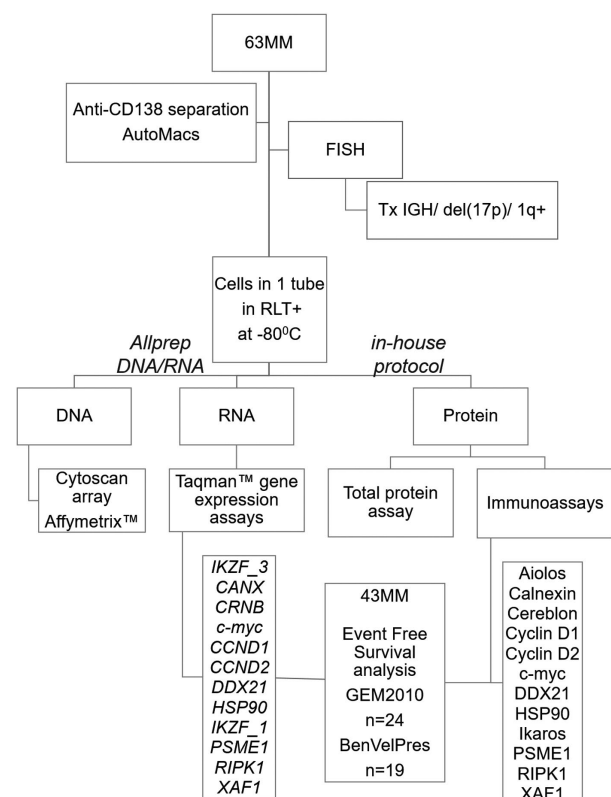 63MM
Anti-CD138 separation
AutoMacs
FISH
Tx IGH/ del(17p)/ 1q+
Cells in 1 tube
in RLT+
at -80⁰C
Allprep
DNA/RNA
in-house
protocol
DNA
RNA
Protein
Cytoscan
array
Affymetrix™
Taqman™ gene
expression
assays
Total protein
assay
Immunoassays
IKZF_3
CANX
CRNB
c-myc
CCND1
CCND2
DDX21
HSP90
IKZF_1
PSME1
RIPK1
XAF1
43MM
Event Free
Survival
analysis
GEM2010
n=24
BenVelPres
n=19
Aiolos
Calnexin
Cereblon
Cyclin D1
Cyclin D2
c-myc
DDX21
HSP90
Ikaros
PSME1
RIPK1
XAF1